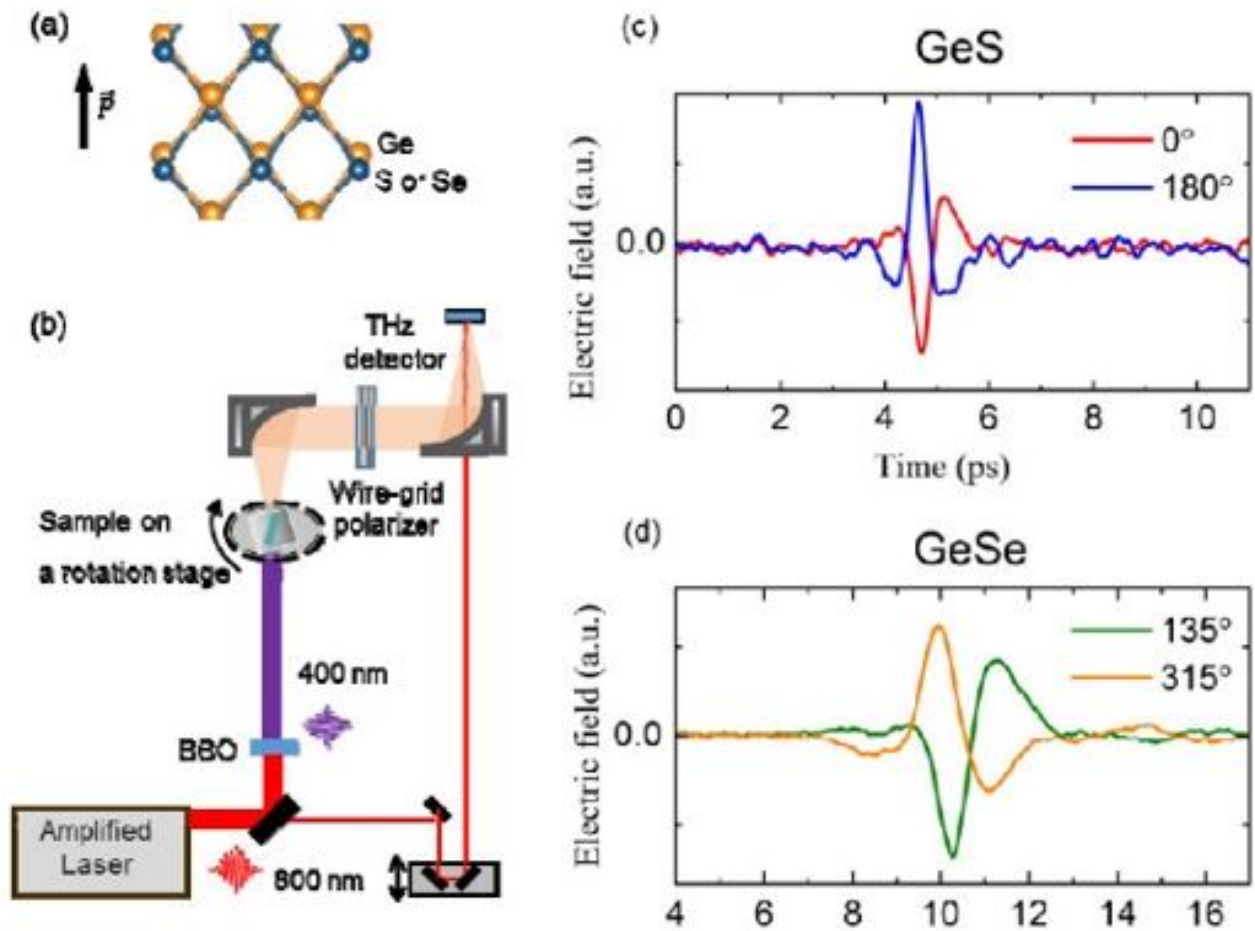 (a)
P
Ge
S or Se
(b)
THz
detector
Wire-grid
polarizer
Sample on
a rotation stage
400 nm
BBO
Amplified
Laser
800 nm
(c)
GeS
0°
180°
Electric field (a.u.)
0.0
0 2 4 6 8 10
Time (ps)
(d)
GeSe
135°
315°
Electric field (a.u.)
0.0
4 6 8 10 12 14 16